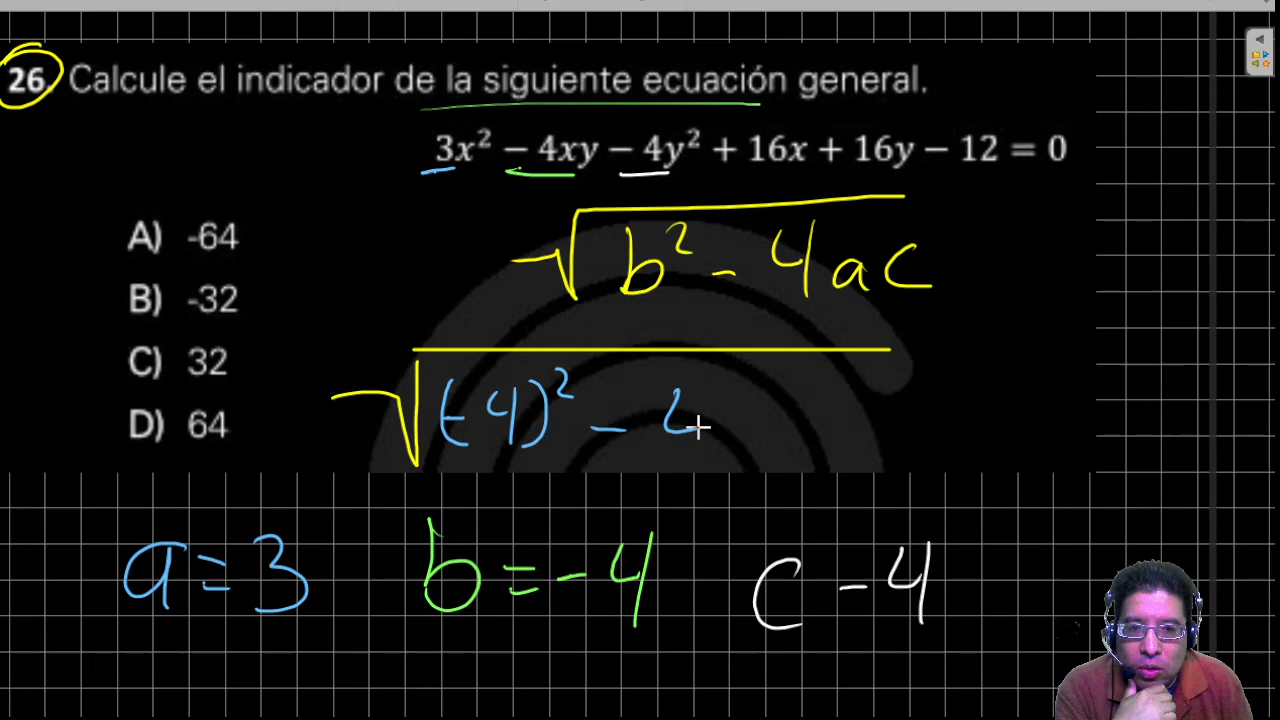 26. Calcule el indicador de la siguiente ecuación general.
3x² − 4xy − 4y² + 16x + 16y − 12 = 0
A) -64
B) -32
C) 32
D) 64
√b² - 4ac
√(-4)² - 4
a = 3 b = -4 c -4